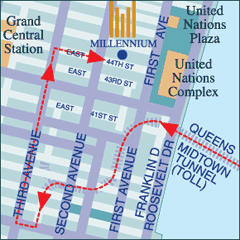 United
Nations
Plaza
Grand
Central
Station
MILLENNIUM
FIRST AVE
EAST
44TH ST
43RD ST
EAST
United
Nations
Complex
EAST
41ST ST
QUEENS
MIDTOWN
TUNNEL
(TOLL)
THIRD AVENUE
SECOND AVENUE
FIRST AVENUE
FRANKLIN D
ROOSEVELT DR